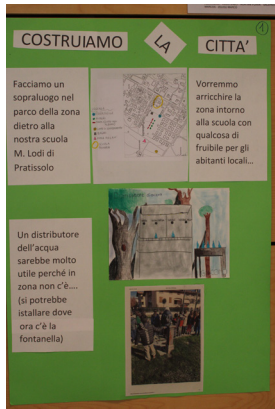 COSTRUIAMO LA CITTA'
1
Facciamo un
sopraluogo nel
parco della zona
dietro alla
nostra scuola
M. Lodi di
Pratissolo
Vorremmo
arricchire la
zona intorno
alla scuola con
qualcosa di
fruibile per gli
abitanti locali...
Un distributore
dell'acqua
sarebbe molto
utile perché in
zona non c'è....
(si potrebbe
istallare dove
ora c'è la
fontanella)